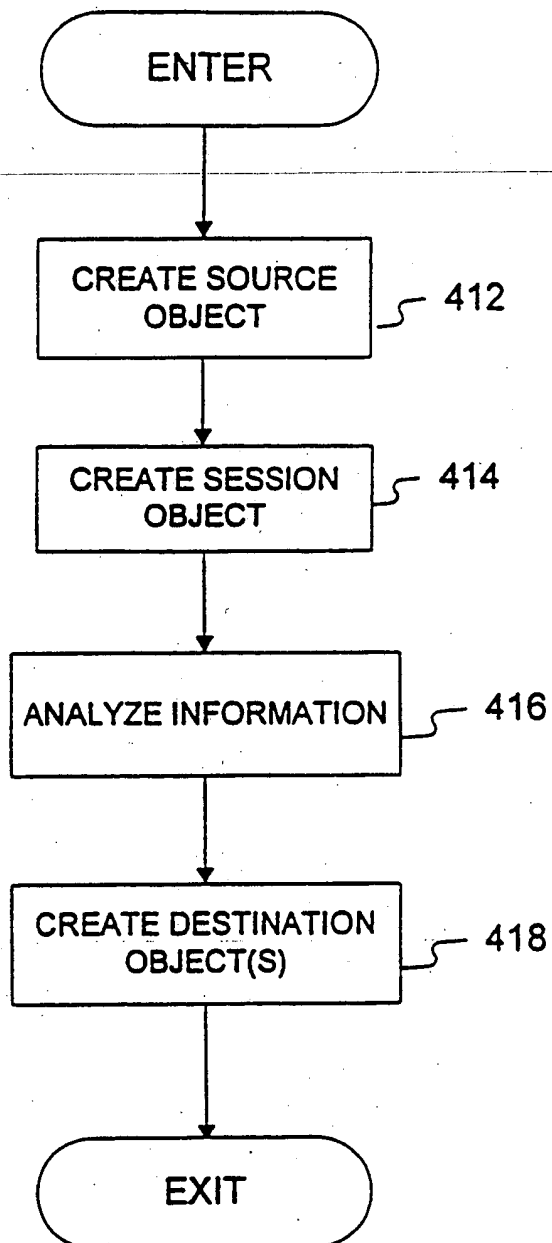 ENTER
CREATE SOURCE
OBJECT
412
CREATE SESSION
OBJECT
414
ANALYZE INFORMATION
416
CREATE DESTINATION
OBJECT(S)
418
EXIT